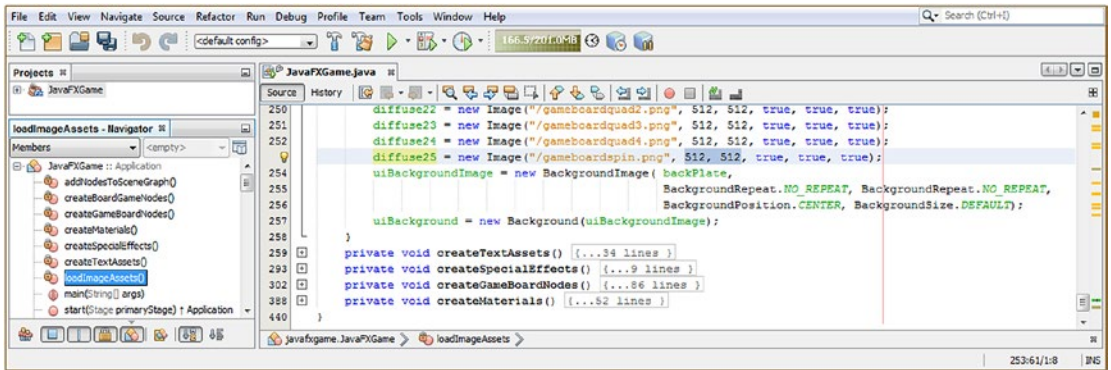 File Edit View Navigate Source Refactor Run Debug Profile Team Tools Window Help
Search (Ctrl+I)
<default config>
Projects
JavaFXGame
loadImageAssets - Navigator
Members
<empty>
JavaFXGame :: Application
addNodesToSceneGraph()
createBoardGameNodes()
createGameBoardNodes()
createMaterials()
createSpecialEffects()
createTextAssets()
loadImageAssets()
main(String[] args)
start(Stage primaryStage) ↑ Application
JavaFXGame.java
Source History
250 diffuse22 = new Image("/gameboardquad2.png", 512, 512, true, true, true);
251 diffuse23 = new Image("/gameboardquad3.png", 512, 512, true, true, true);
252 diffuse24 = new Image("/gameboardquad4.png", 512, 512, true, true, true);
diffuse25 = new Image("/gameboardspin.png", 512, 512, true, true, true);
254 uiBackgroundImage = new BackgroundImage( backPlate,
255 BackgroundRepeat.NO_REPEAT, BackgroundRepeat.NO_REPEAT,
256 BackgroundPosition.CENTER, BackgroundSize.DEFAULT);
257 uiBackground = new Background(uiBackgroundImage);
258 }
259 private void createTextAssets() {...34 lines }
293 private void createSpecialEffects() {...9 lines }
302 private void createGameBoardNodes() {...86 lines }
388 private void createMaterials() {...52 lines }
440 }
javafxgame.JavaFXGame
loadImageAssets
253:61/1:8 INS